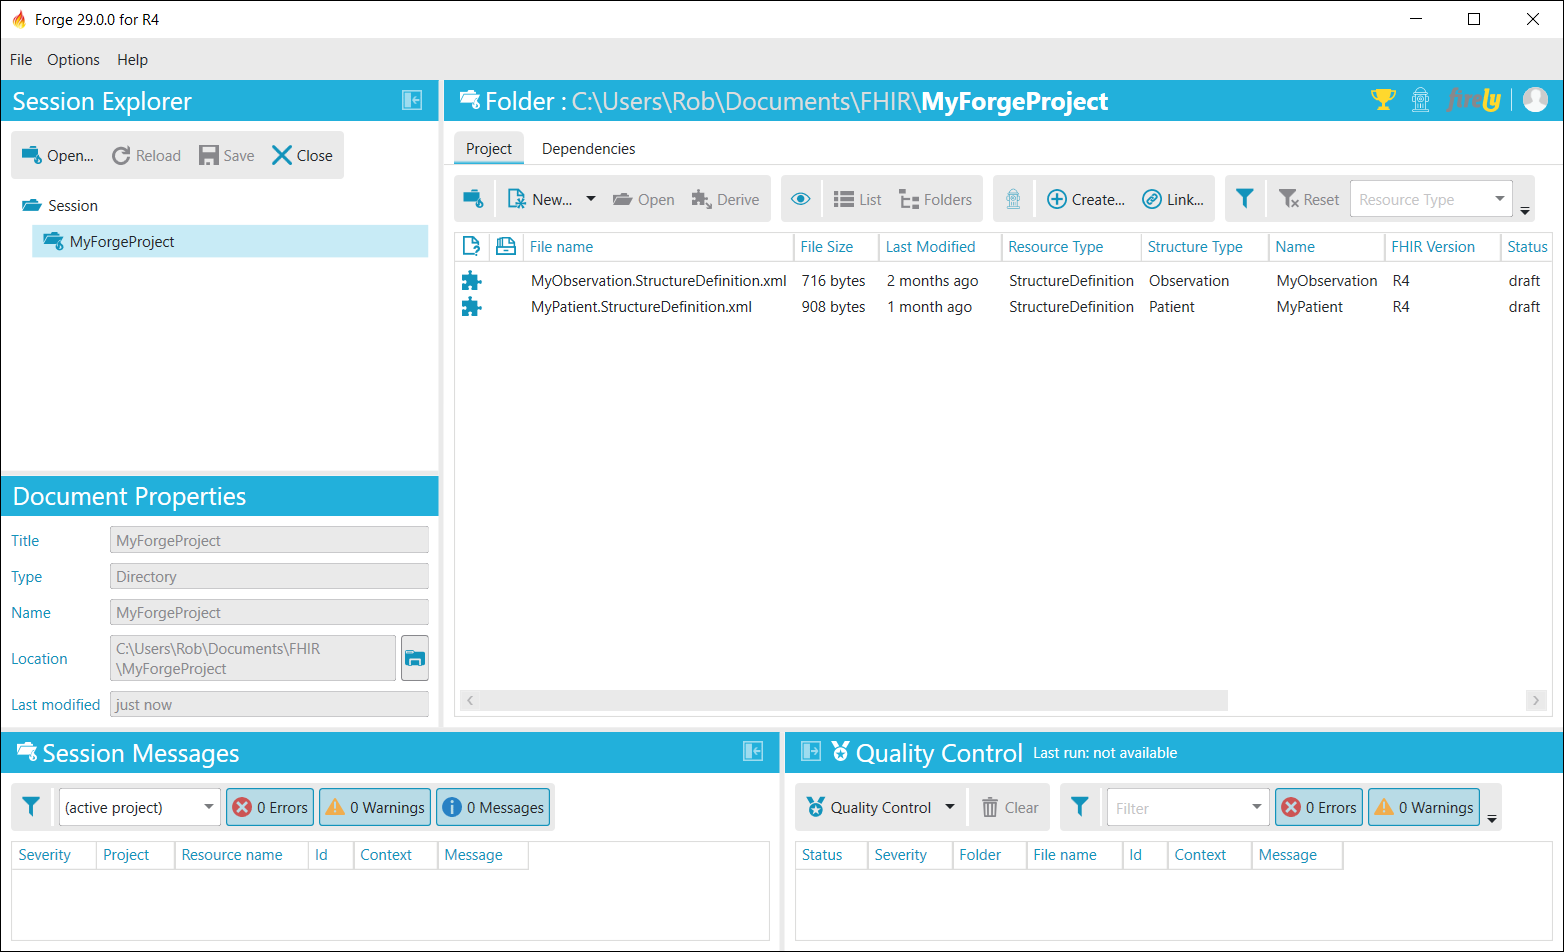 Forge 29.0.0 for R4
File Options Help
Session Explorer
Open... Reload Save Close
Session
MyForgeProject
Folder : C:\Users\Rob\Documents\FHIR\MyForgeProject
firely
Project Dependencies
New... Open Derive List Folders Create... Link... Reset Resource Type
File name File Size Last Modified Resource Type Structure Type Name FHIR Version Status
MyObservation.StructureDefinition.xml 716 bytes 2 months ago StructureDefinition Observation MyObservation R4 draft
MyPatient.StructureDefinition.xml 908 bytes 1 month ago StructureDefinition Patient MyPatient R4 draft
Document Properties
Title MyForgeProject
Type Directory
Name MyForgeProject
Location C:\Users\Rob\Documents\FHIR
\MyForgeProject
Last modified just now
Session Messages
(active project) 0 Errors 0 Warnings 0 Messages
Severity Project Resource name Id Context Message
Quality Control Last run: not available
Quality Control Clear Filter 0 Errors 0 Warnings
Status Severity Folder File name Id Context Message